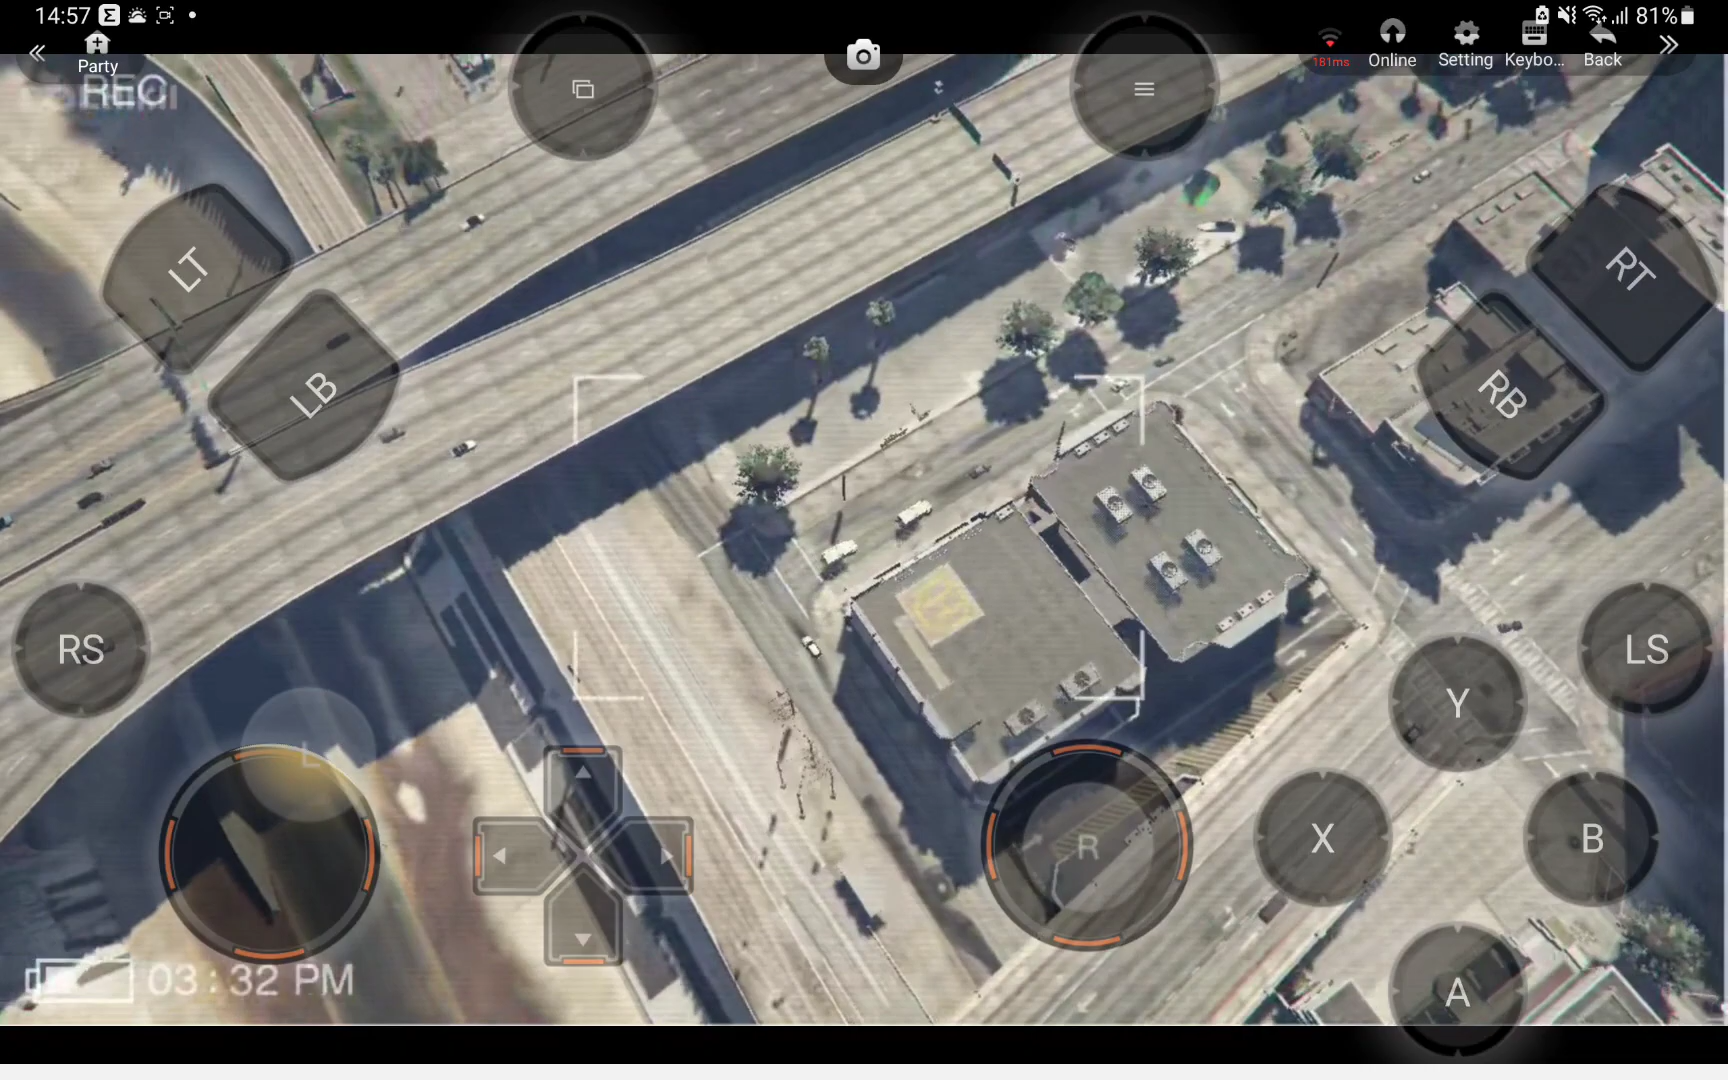 14:57
81%
Party
181ms
Online
Setting
Keybo...
Back
REC
LT
RT
LB
RB
RS
LS
Y
L
X
B
R
03:32 PM
A